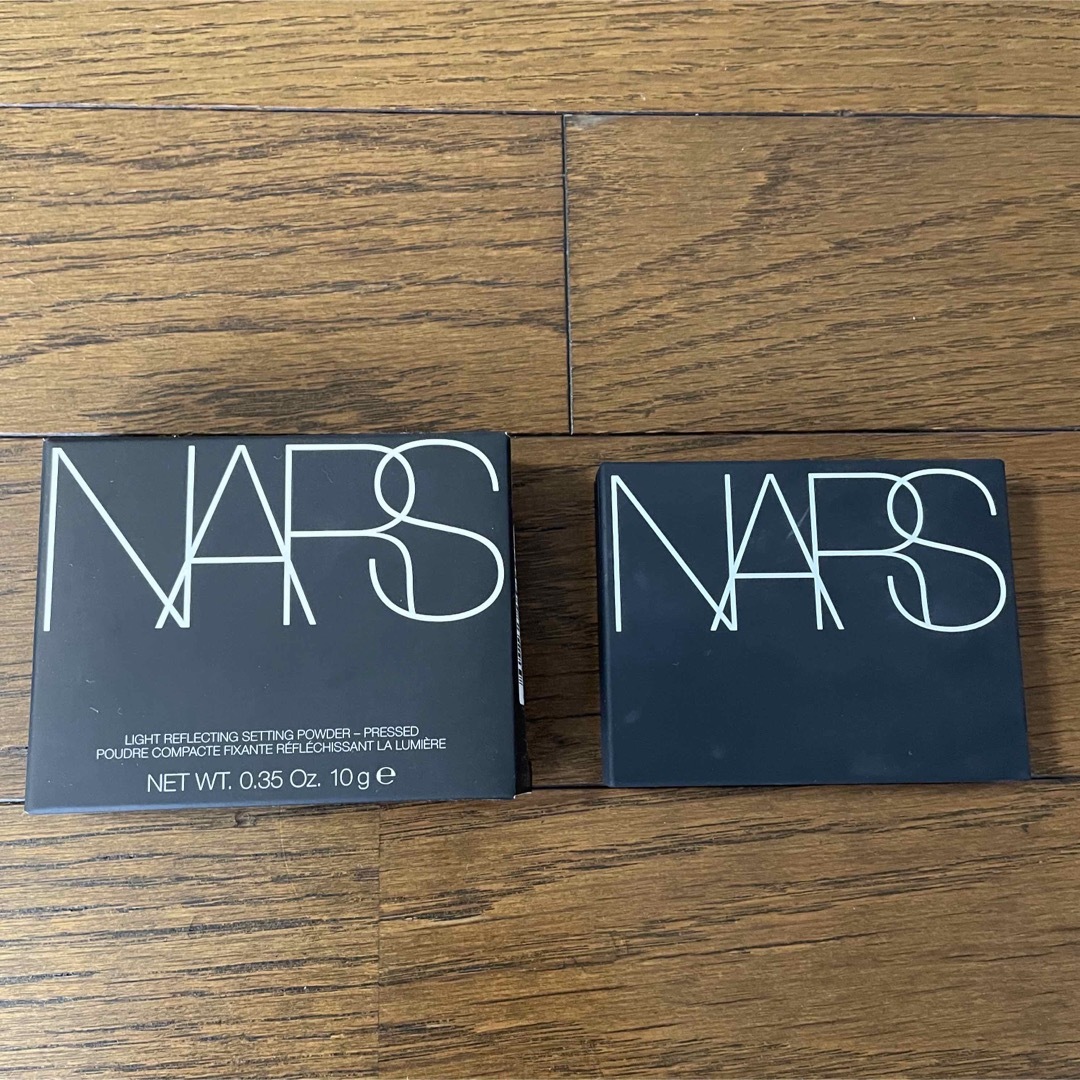 NARS
LIGHT REFLECTING SETTING POWDER – PRESSED
POUDRE COMPACTE FIXANTE RÉFLÉCHISSANT LA LUMIÈRE
NET WT. 0.35 Oz. 10 g ℮
NARS